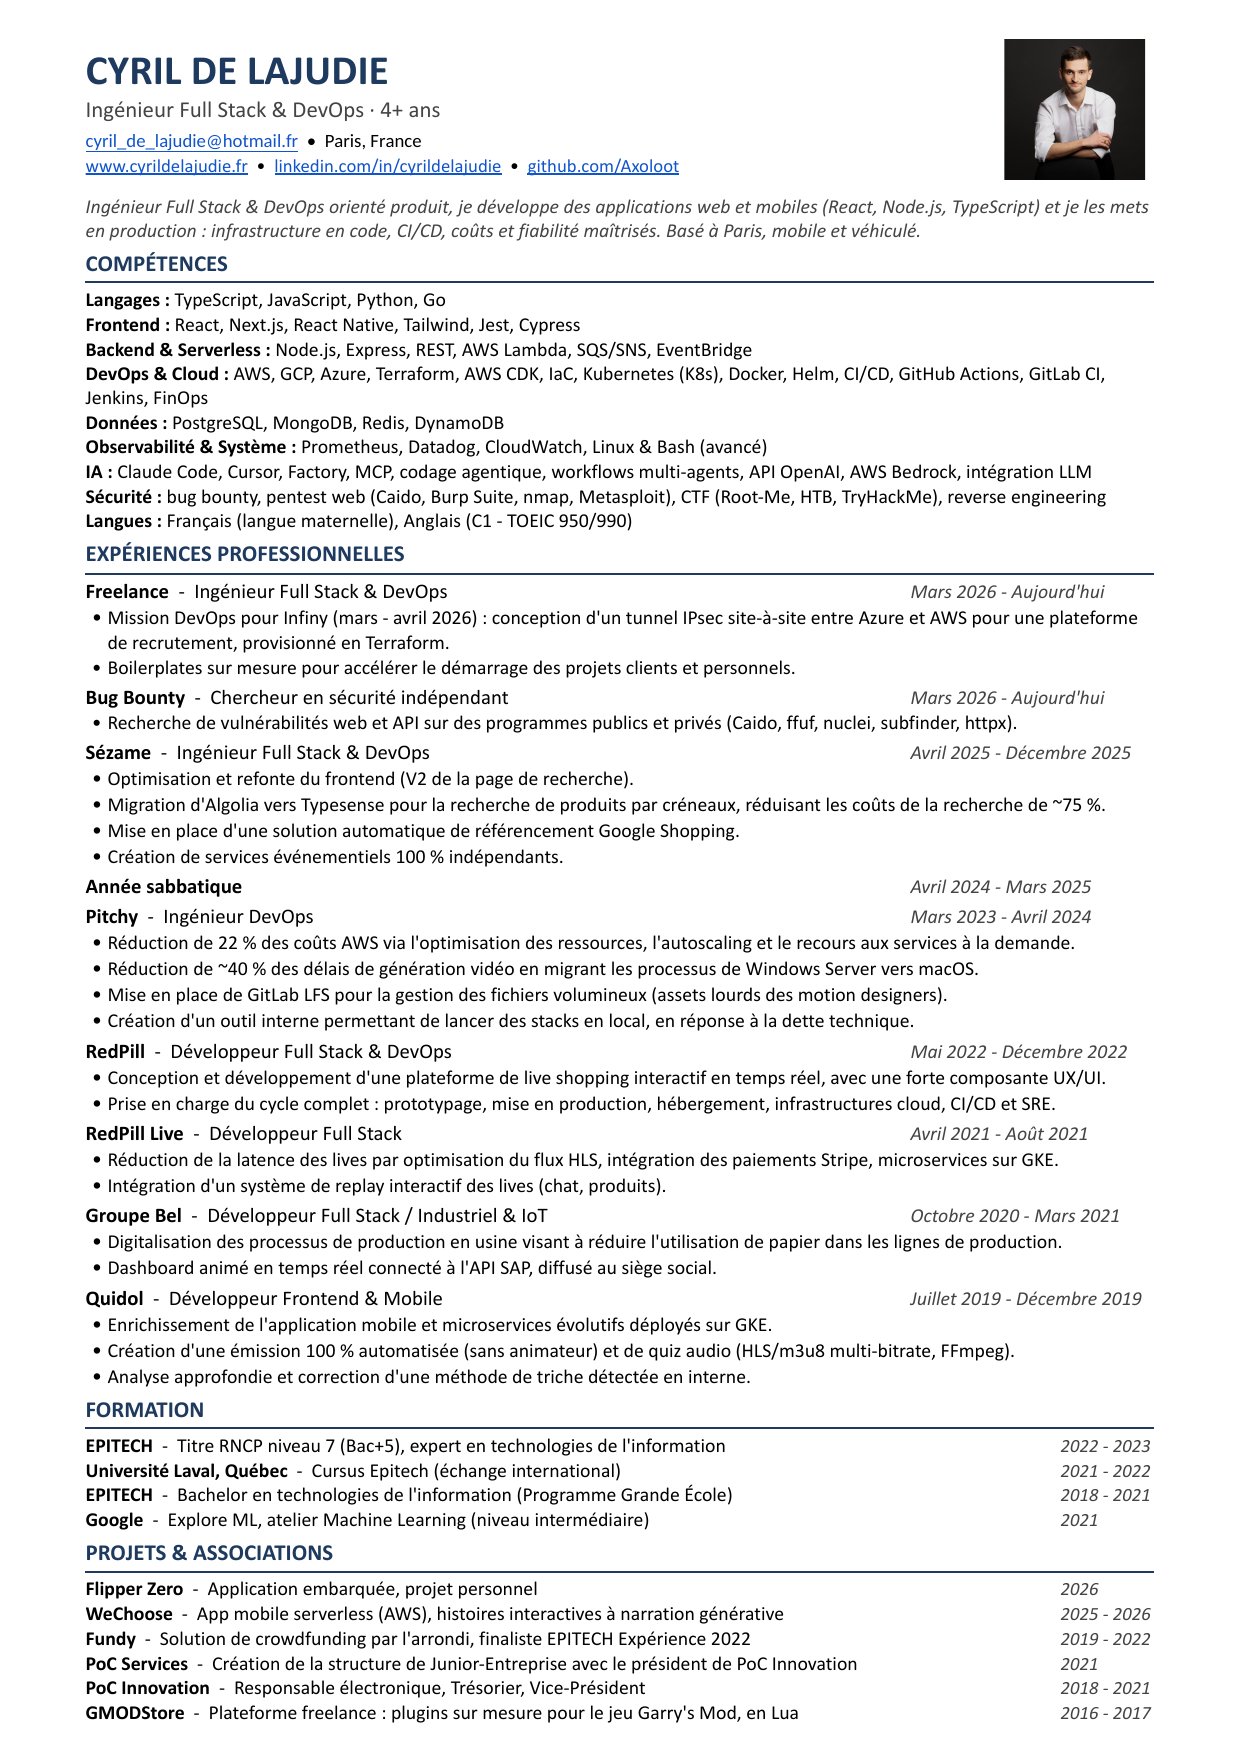 CYRIL DE LAJUDIE
Ingénieur Full Stack & DevOps · 4+ ans
cyril_de_lajudie@hotmail.fr • Paris, France
www.cyrildelajudie.fr • linkedin.com/in/cyrildelajudie • github.com/Axoloot
Ingénieur Full Stack & DevOps orienté produit, je développe des applications web et mobiles (React, Node.js, TypeScript) et je les mets
en production : infrastructure en code, CI/CD, coûts et fiabilité maîtrisés. Basé à Paris, mobile et véhiculé.
COMPÉTENCES
Langages : TypeScript, JavaScript, Python, Go
Frontend : React, Next.js, React Native, Tailwind, Jest, Cypress
Backend & Serverless : Node.js, Express, REST, AWS Lambda, SQS/SNS, EventBridge
DevOps & Cloud : AWS, GCP, Azure, Terraform, AWS CDK, IaC, Kubernetes (K8s), Docker, Helm, CI/CD, GitHub Actions, GitLab CI,
Jenkins, FinOps
Données : PostgreSQL, MongoDB, Redis, DynamoDB
Observabilité & Système : Prometheus, Datadog, CloudWatch, Linux & Bash (avancé)
IA : Claude Code, Cursor, Factory, MCP, codage agentique, workflows multi-agents, API OpenAI, AWS Bedrock, intégration LLM
Sécurité : bug bounty, pentest web (Caido, Burp Suite, nmap, Metasploit), CTF (Root-Me, HTB, TryHackMe), reverse engineering
Langues : Français (langue maternelle), Anglais (C1 - TOEIC 950/990)
EXPÉRIENCES PROFESSIONNELLES
Freelance - Ingénieur Full Stack & DevOps Mars 2026 - Aujourd'hui
• Mission DevOps pour Infiny (mars - avril 2026) : conception d'un tunnel IPsec site-à-site entre Azure et AWS pour une plateforme
de recrutement, provisionné en Terraform.
• Boilerplates sur mesure pour accélérer le démarrage des projets clients et personnels.
Bug Bounty - Chercheur en sécurité indépendant Mars 2026 - Aujourd'hui
• Recherche de vulnérabilités web et API sur des programmes publics et privés (Caido, ffuf, nuclei, subfinder, httpx).
Sézame - Ingénieur Full Stack & DevOps Avril 2025 - Décembre 2025
• Optimisation et refonte du frontend (V2 de la page de recherche).
• Migration d'Algolia vers Typesense pour la recherche de produits par créneaux, réduisant les coûts de la recherche de ~75 %.
• Mise en place d'une solution automatique de référencement Google Shopping.
• Création de services événementiels 100 % indépendants.
Année sabbatique Avril 2024 - Mars 2025
Pitchy - Ingénieur DevOps Mars 2023 - Avril 2024
• Réduction de 22 % des coûts AWS via l'optimisation des ressources, l'autoscaling et le recours aux services à la demande.
• Réduction de ~40 % des délais de génération vidéo en migrant les processus de Windows Server vers macOS.
• Mise en place de GitLab LFS pour la gestion des fichiers volumineux (assets lourds des motion designers).
• Création d'un outil interne permettant de lancer des stacks en local, en réponse à la dette technique.
RedPill - Développeur Full Stack & DevOps Mai 2022 - Décembre 2022
• Conception et développement d'une plateforme de live shopping interactif en temps réel, avec une forte composante UX/UI.
• Prise en charge du cycle complet : prototypage, mise en production, hébergement, infrastructures cloud, CI/CD et SRE.
RedPill Live - Développeur Full Stack Avril 2021 - Août 2021
• Réduction de la latence des lives par optimisation du flux HLS, intégration des paiements Stripe, microservices sur GKE.
• Intégration d'un système de replay interactif des lives (chat, produits).
Groupe Bel - Développeur Full Stack / Industriel & IoT Octobre 2020 - Mars 2021
• Digitalisation des processus de production en usine visant à réduire l'utilisation de papier dans les lignes de production.
• Dashboard animé en temps réel connecté à l'API SAP, diffusé au siège social.
Quidol - Développeur Frontend & Mobile Juillet 2019 - Décembre 2019
• Enrichissement de l'application mobile et microservices évolutifs déployés sur GKE.
• Création d'une émission 100 % automatisée (sans animateur) et de quiz audio (HLS/m3u8 multi-bitrate, FFmpeg).
• Analyse approfondie et correction d'une méthode de triche détectée en interne.
FORMATION
EPITECH - Titre RNCP niveau 7 (Bac+5), expert en technologies de l'information 2022 - 2023
Université Laval, Québec - Cursus Epitech (échange international) 2021 - 2022
EPITECH - Bachelor en technologies de l'information (Programme Grande École) 2018 - 2021
Google - Explore ML, atelier Machine Learning (niveau intermédiaire) 2021
PROJETS & ASSOCIATIONS
Flipper Zero - Application embarquée, projet personnel 2026
WeChoose - App mobile serverless (AWS), histoires interactives à narration générative 2025 - 2026
Fundy - Solution de crowdfunding par l'arrondi, finaliste EPITECH Expérience 2022 2019 - 2022
PoC Services - Création de la structure de Junior-Entreprise avec le président de PoC Innovation 2021
PoC Innovation - Responsable électronique, Trésorier, Vice-Président 2018 - 2021
GMODStore - Plateforme freelance : plugins sur mesure pour le jeu Garry's Mod, en Lua 2016 - 2017